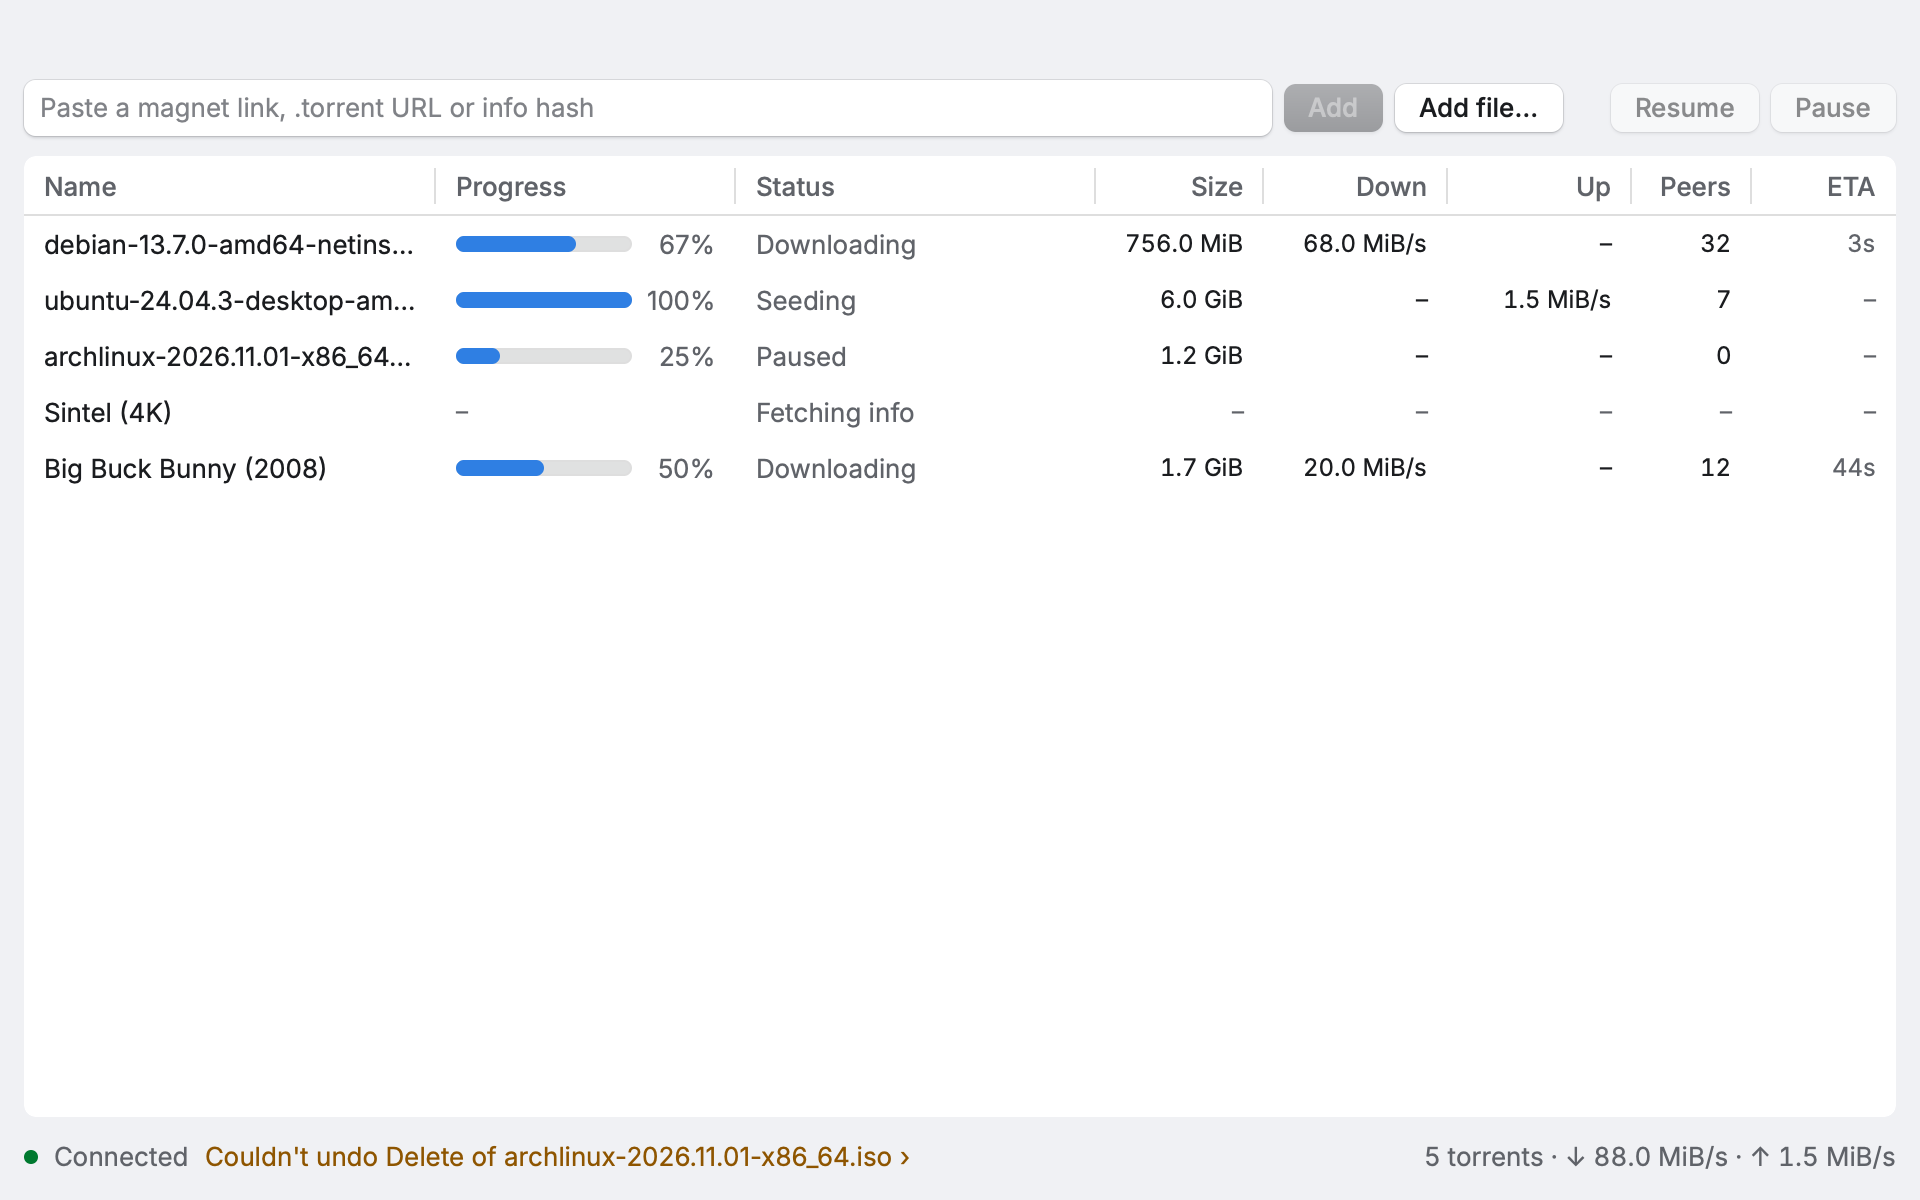 Paste a magnet link, .torrent URL or info hash Add Add file... Resume Pause
Name Progress Status Size Down Up Peers ETA
debian-13.7.0-amd64-netins... 67% Downloading 756.0 MiB 68.0 MiB/s – 32 3s
ubuntu-24.04.3-desktop-am... 100% Seeding 6.0 GiB – 1.5 MiB/s 7 –
archlinux-2026.11.01-x86_64... 25% Paused 1.2 GiB – – 0 –
Sintel (4K) – Fetching info – – – – –
Big Buck Bunny (2008) 50% Downloading 1.7 GiB 20.0 MiB/s – 12 44s
Connected Couldn't undo Delete of archlinux-2026.11.01-x86_64.iso › 5 torrents · ↓ 88.0 MiB/s · ↑ 1.5 MiB/s